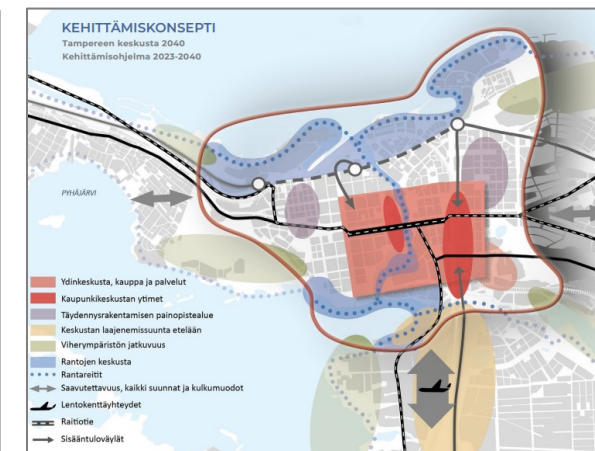 KEHITTÄMISKONSEPTI
Tampereen keskusta 2040
Kehittämisohjelma 2023-2040
PYHÄJÄRVI
Ydinkeskusta, kauppa ja palvelut
Kaupunkikeskustan ytimet
Täydennysrakentamisen painopistealue
Keskustan laajenemissuunta etelään
Viherympäristön jatkuvuus
Rantojen keskusta
Rantareitit
Saavutettavuus, kaikki suunnat ja kulkumuodot
Lentokenttäyhteydet
Raitiotie
Sisääntuloväylät